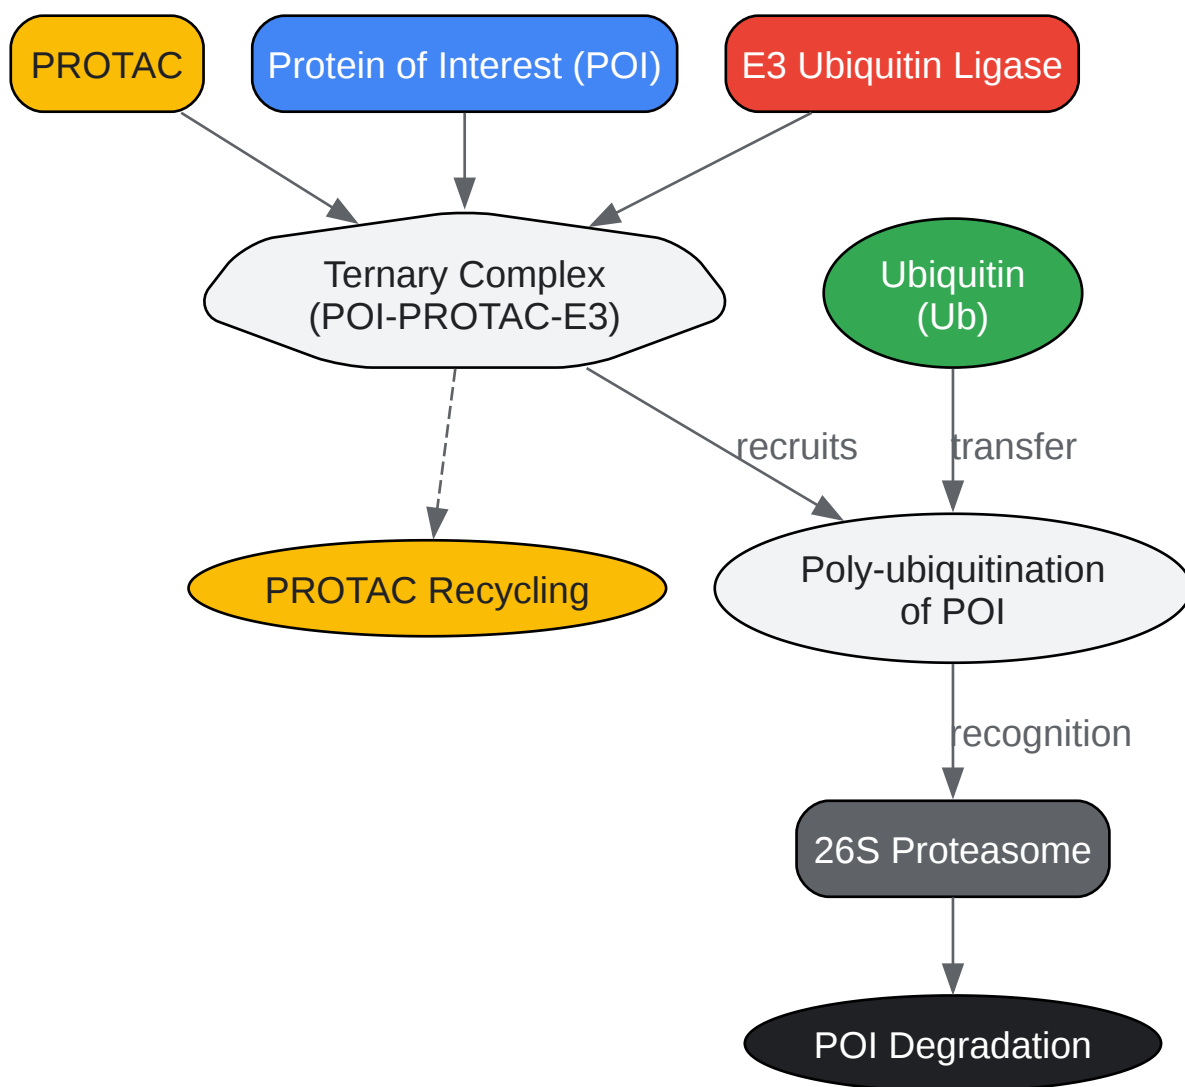 PROTAC
Protein of Interest (POI)
E3 Ubiquitin Ligase
Ternary Complex
(POI-PROTAC-E3)
Ubiquitin
(Ub)
recruits
transfer
PROTAC Recycling
Poly-ubiquitination
of POI
recognition
26S Proteasome
POI Degradation